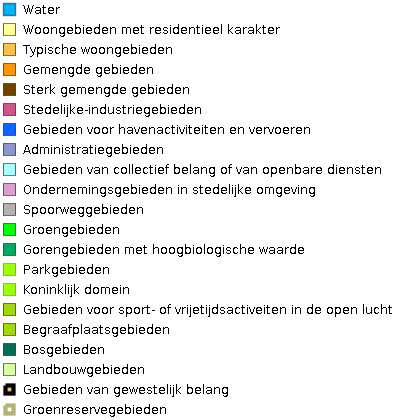 Water
Woongebieden met residentieel karakter
Typische woongebieden
Gemengde gebieden
Sterk gemengde gebieden
Stedelijke-industriegebieden
Gebieden voor havenactiviteiten en vervoeren
Administratiegebieden
Gebieden van collectief belang of van openbare diensten
Ondernemingsgebieden in stedelijke omgeving
Spoorweggebieden
Groengebieden
Gorengebieden met hoogbiologische waarde
Parkgebieden
Koninklijk domein
Gebieden voor sport- of vrijetijdsactiveiten in de open lucht
Begraafplaatsgebieden
Bosgebieden
Landbouwgebieden
Gebieden van gewestelijk belang
Groenreservegebieden